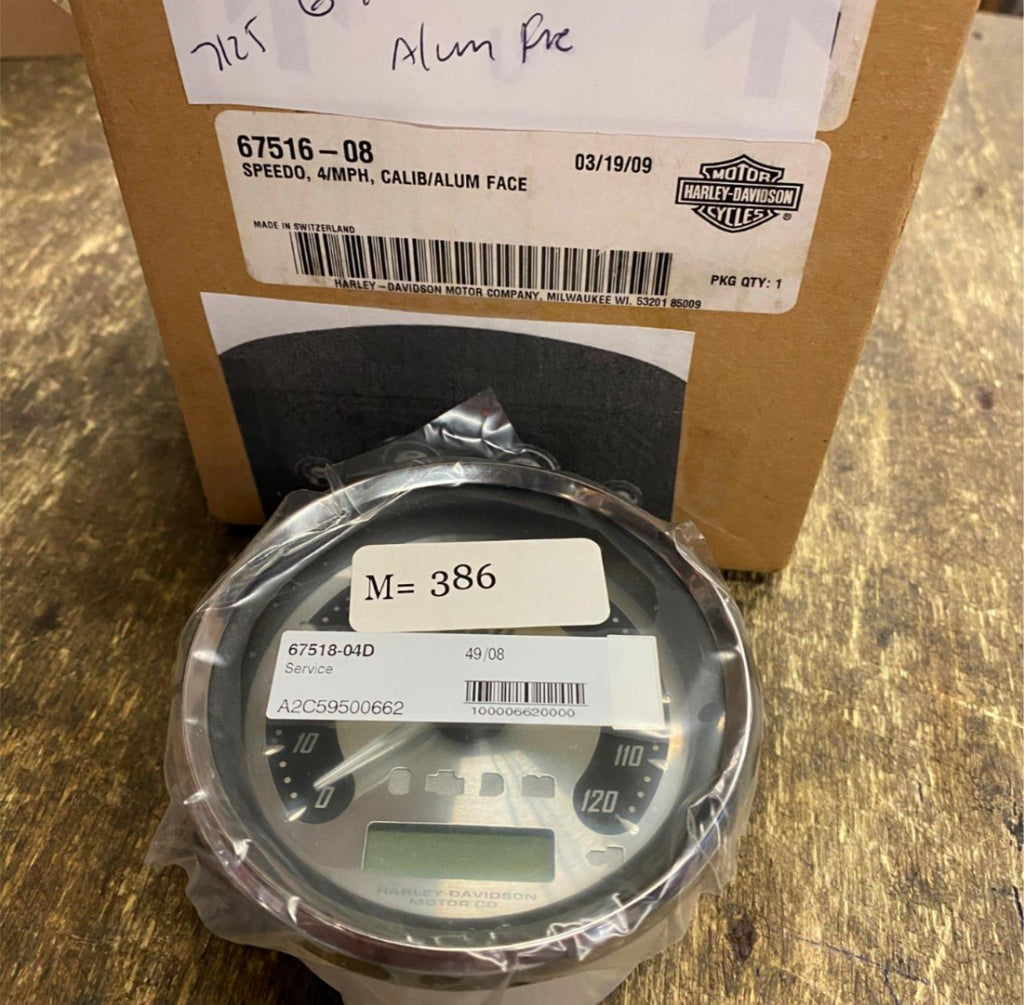 7125
Alum Pre
67516-08
03/19/09
SPEEDO, 4/MPH, CALIB/ALUM FACE
MOTOR
HARLEY-DAVIDSON
CYCLES
®
MADE IN SWITZERLAND
PKG QTY: 1
HARLEY-DAVIDSON MOTOR COMPANY, MILWAUKEE WI. 53201 85009
M= 386
67518-04D
49/08
Service
A2C59500662
100006620000
10
110
0
120
HARLEY-DAVIDSON
MOTOR CO.